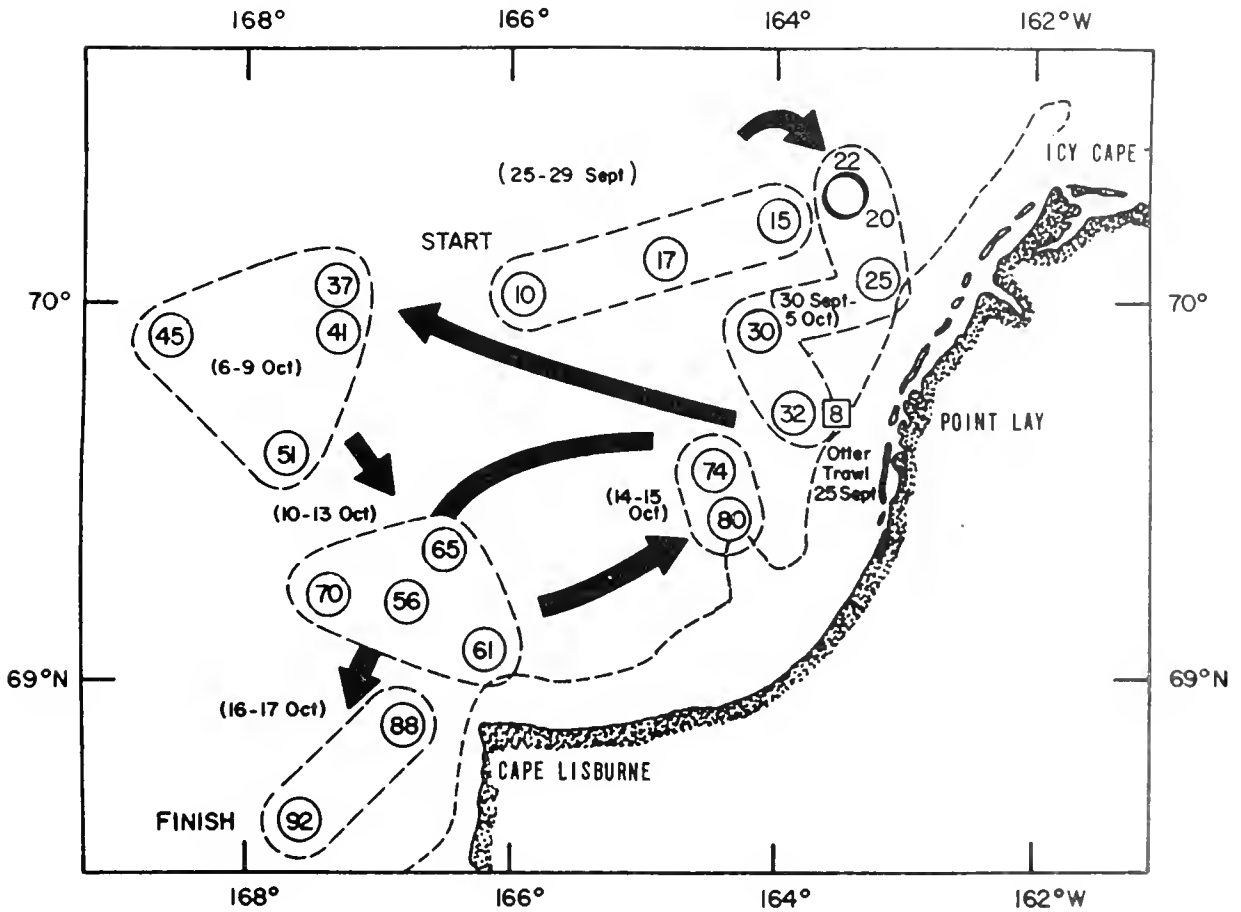 168° 166° 164° 162°W
ICY CAPE
22
(25-29 Sept)
15
20
START
17
25
10
37
70° 70°
(30 Sept-
5 Oct)
45
41
30
(6-9 Oct)
32
8
POINT LAY
51
74
Otter
Trawl
25 Sept
(10-13 Oct)
(14-15
Oct)
80
65
70
56
61
69°N 69°N
(16-17 Oct)
88
CAPE LISBURNE
FINISH
92
168° 166° 164° 162°W